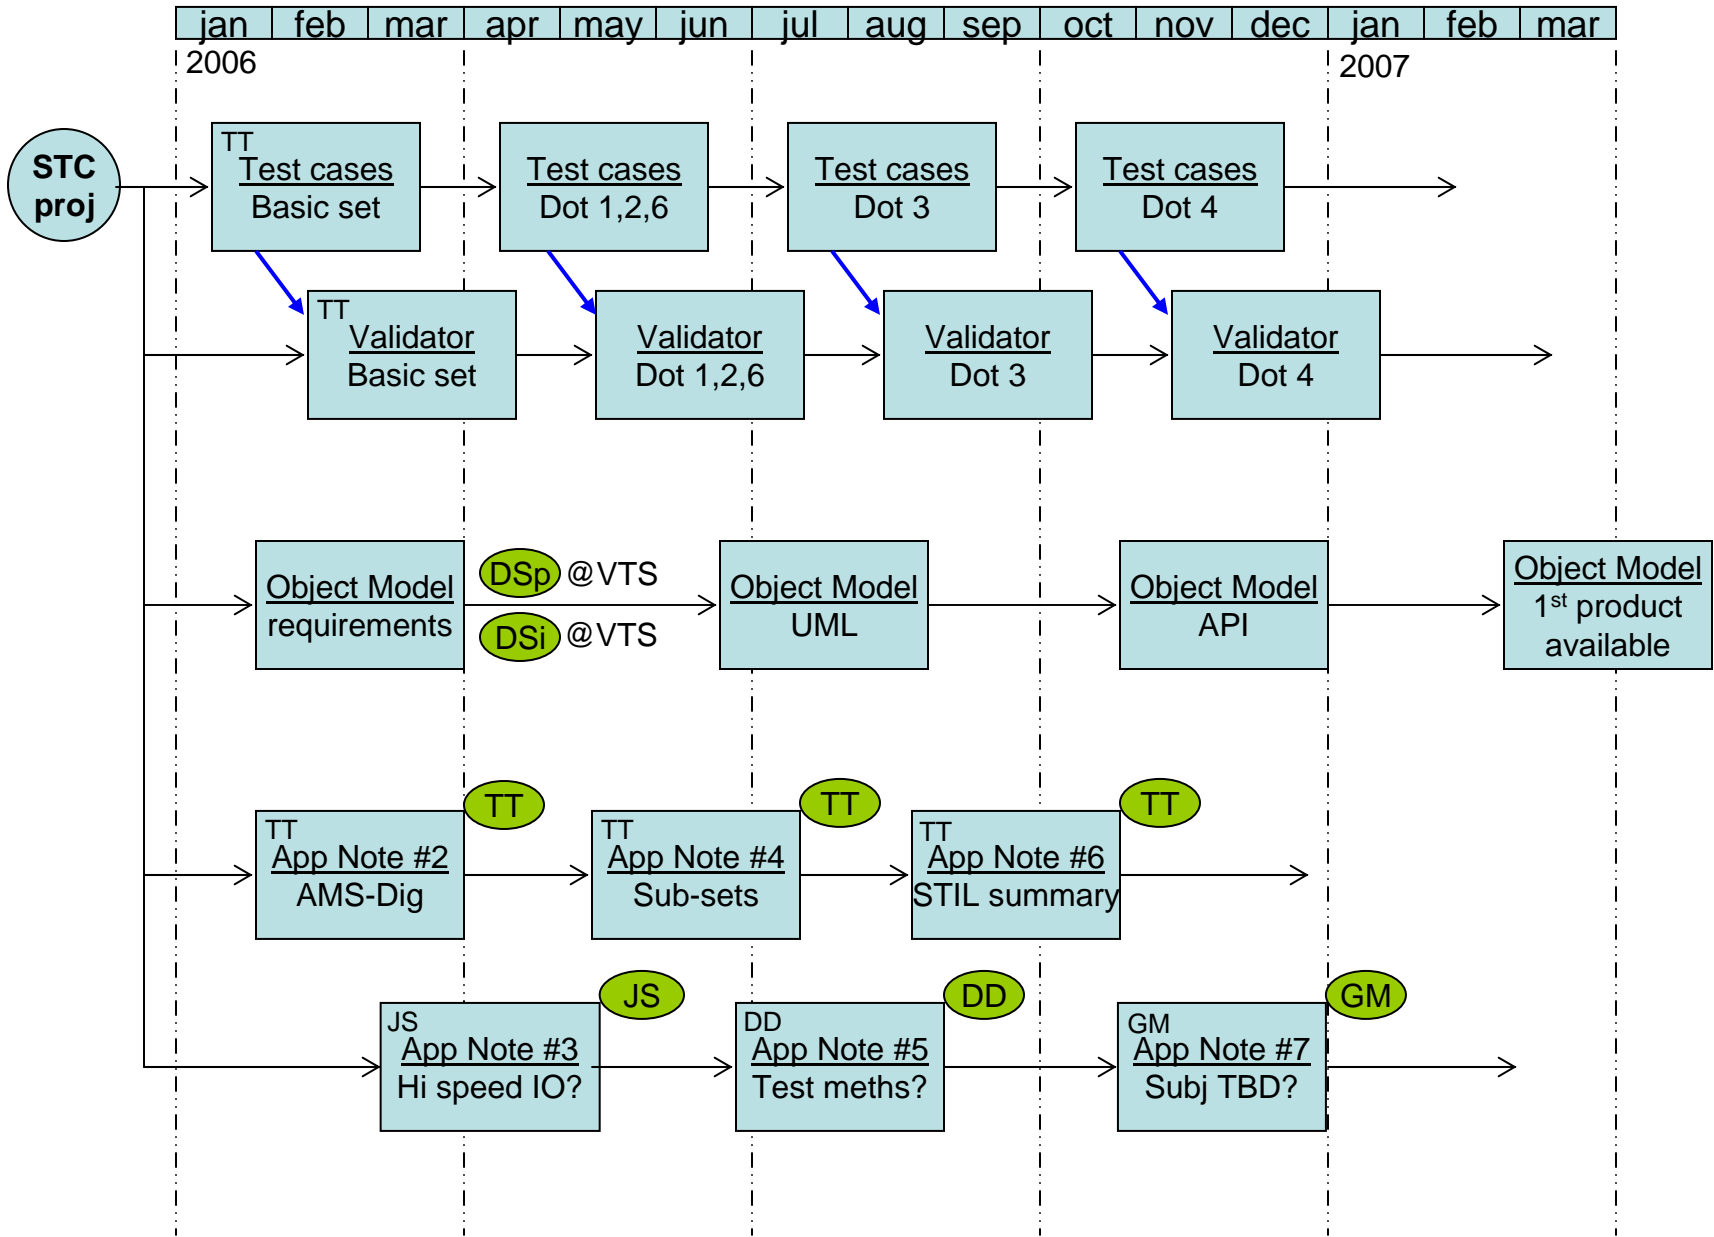 jan feb mar apr may jun jul aug sep oct nov dec jan feb mar
2006 2007
STC
proj
TT
Test cases
Basic set
Test cases
Dot 1,2,6
Test cases
Dot 3
Test cases
Dot 4
TT
Validator
Basic set
Validator
Dot 1,2,6
Validator
Dot 3
Validator
Dot 4
Object Model
requirements
DSp @VTS
DSi @VTS
Object Model
UML
Object Model
API
Object Model
1st product
available
TT
App Note #2
AMS-Dig
TT
TT
App Note #4
Sub-sets
TT
TT
App Note #6
STIL summary
TT
JS
App Note #3
Hi speed IO?
JS
DD
App Note #5
Test meths?
DD
GM
App Note #7
Subj TBD?
GM